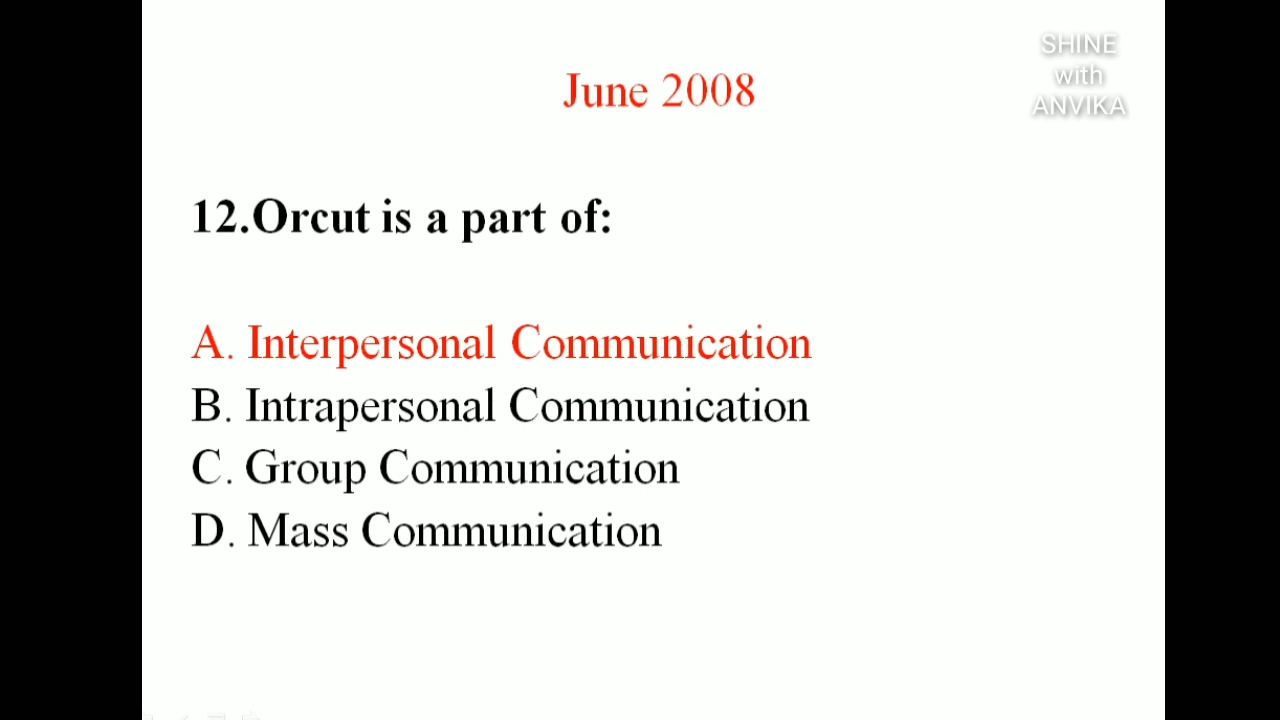 SHINE
with
ANVIKA
June 2008
12.Orcut is a part of:
A. Interpersonal Communication
B. Intrapersonal Communication
C. Group Communication
D. Mass Communication